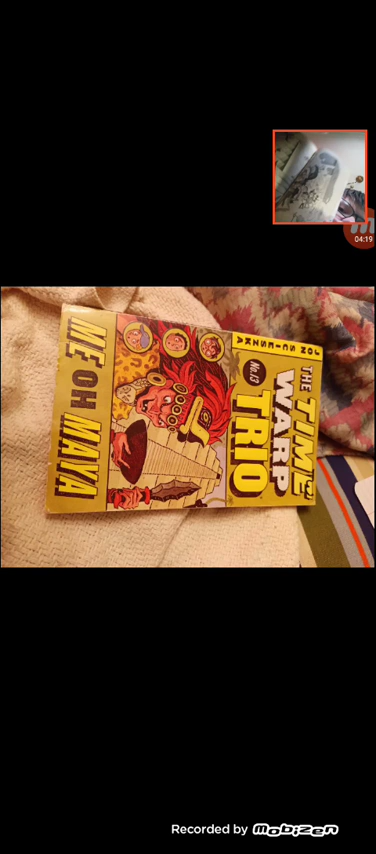 04:19
JON SCIESZKA
THE TIME
WARP
TRIO
No.13
ME OH MAYA
Recorded by Mobizen